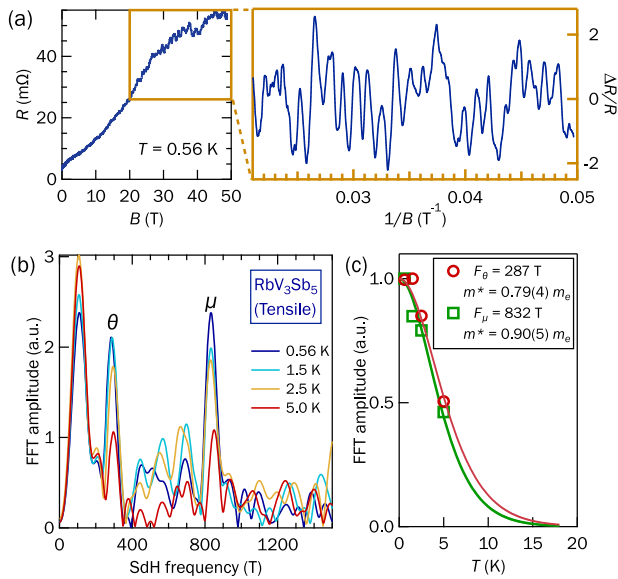 (a)
R (mΩ)
40
20
0
T = 0.56 K
0 10 20 30 40 50
B (T)
2
0
-2
ΔR/R
0.03 0.04 0.05
1/B (T⁻¹)
(b)
FFT amplitude (a.u.)
3
2
1
0
θ
μ
RbV₃Sb₅
(Tensile)
0.56 K
1.5 K
2.5 K
5.0 K
0 400 800 1200
SdH frequency (T)
(c)
FFT amplitude (a.u.)
1.0
0.5
0.0
F_θ = 287 T
m* = 0.79(4) mₑ
F_μ = 832 T
m* = 0.90(5) mₑ
0 5 10 15 20
T (K)